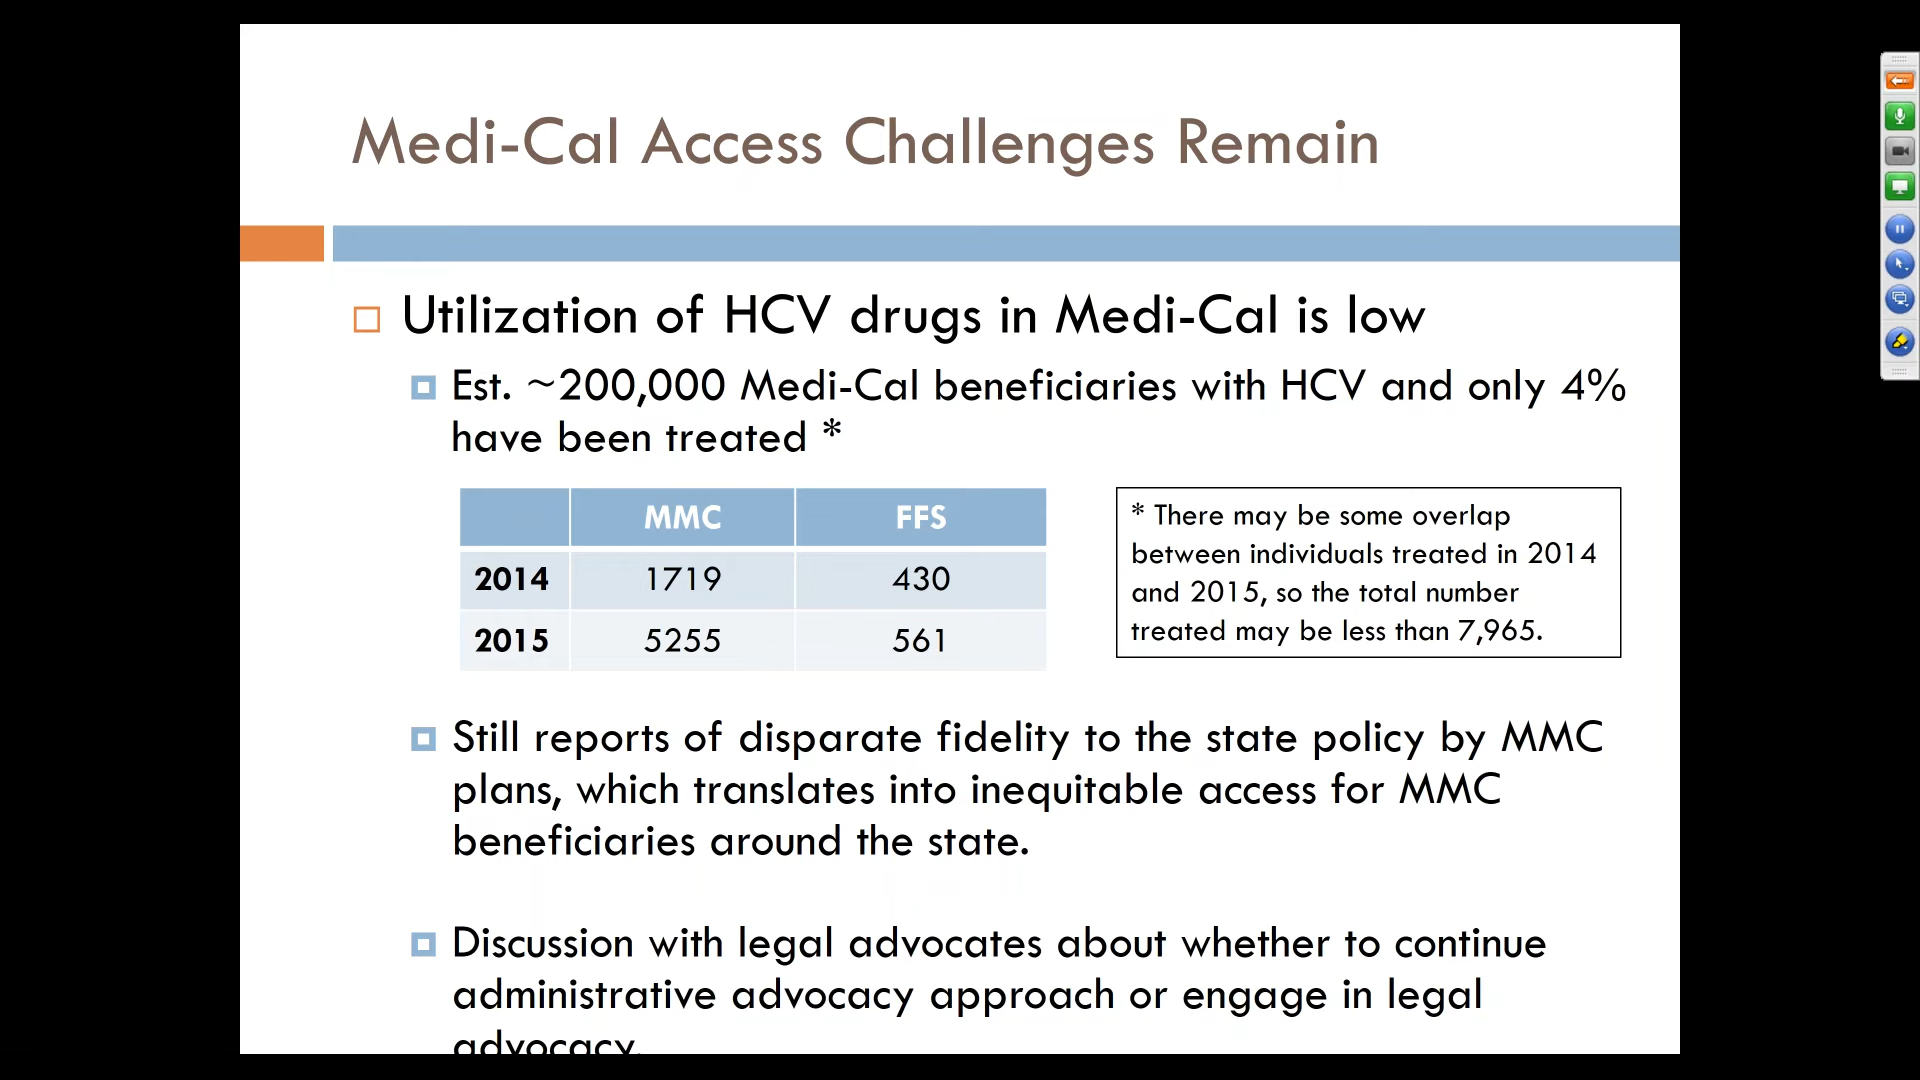 Medi-Cal Access Challenges Remain
Utilization of HCV drugs in Medi-Cal is low
Est. ~200,000 Medi-Cal beneficiaries with HCV and only 4%
have been treated *
MMC FFS
2014 1719 430
2015 5255 561
* There may be some overlap
between individuals treated in 2014
and 2015, so the total number
treated may be less than 7,965.
Still reports of disparate fidelity to the state policy by MMC
plans, which translates into inequitable access for MMC
beneficiaries around the state.
Discussion with legal advocates about whether to continue
administrative advocacy approach or engage in legal
advocacy.